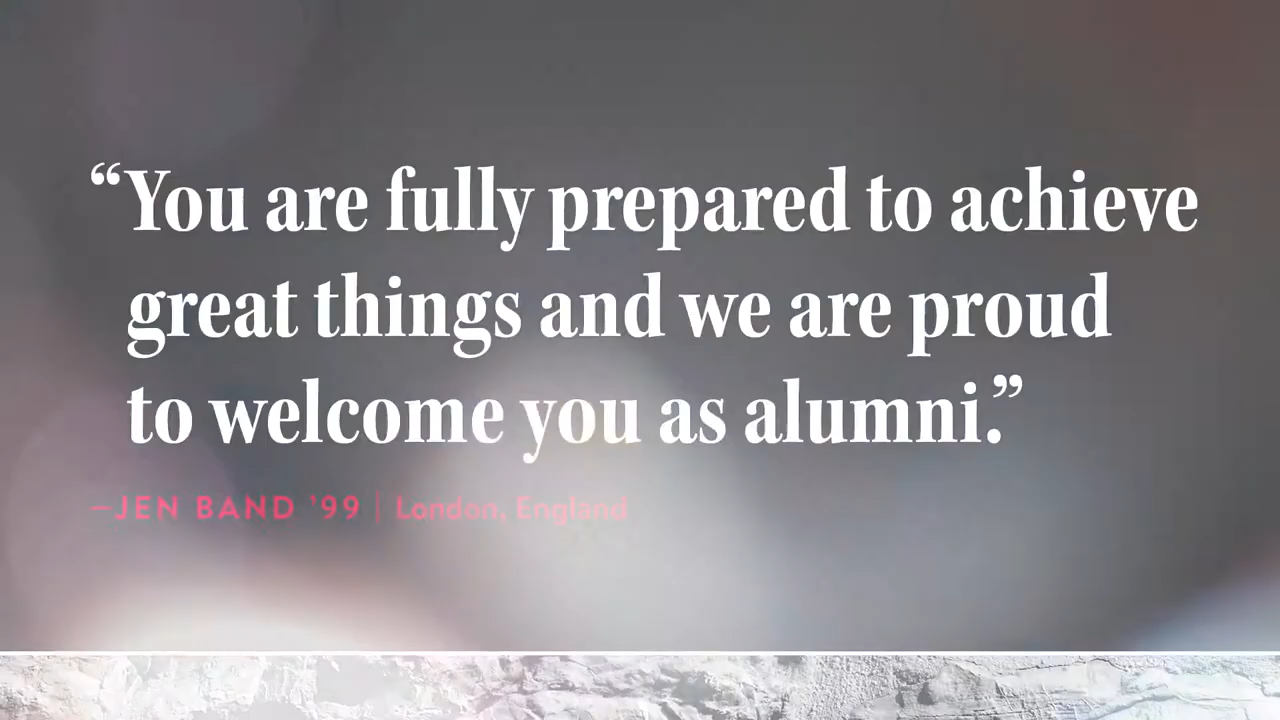 “You are fully prepared to achieve
great things and we are proud
to welcome you as alumni.”
–JEN BAND ’99 | London, England